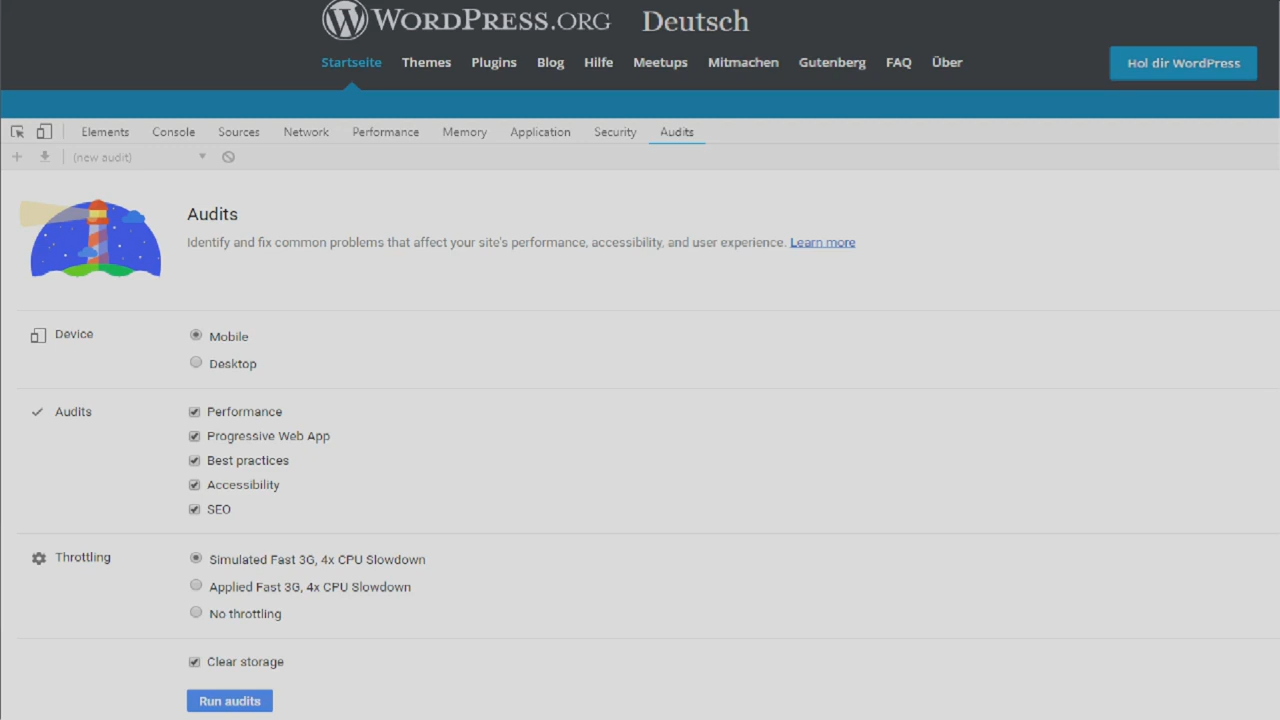 WORDPRESS.ORG Deutsch
Startseite Themes Plugins Blog Hilfe Meetups Mitmachen Gutenberg FAQ Über Hol dir WordPress
Elements Console Sources Network Performance Memory Application Security Audits
(new audit)
Audits
Identify and fix common problems that affect your site's performance, accessibility, and user experience. Learn more
Device
Mobile
Desktop
Audits
Performance
Progressive Web App
Best practices
Accessibility
SEO
Throttling
Simulated Fast 3G, 4x CPU Slowdown
Applied Fast 3G, 4x CPU Slowdown
No throttling
Clear storage
Run audits